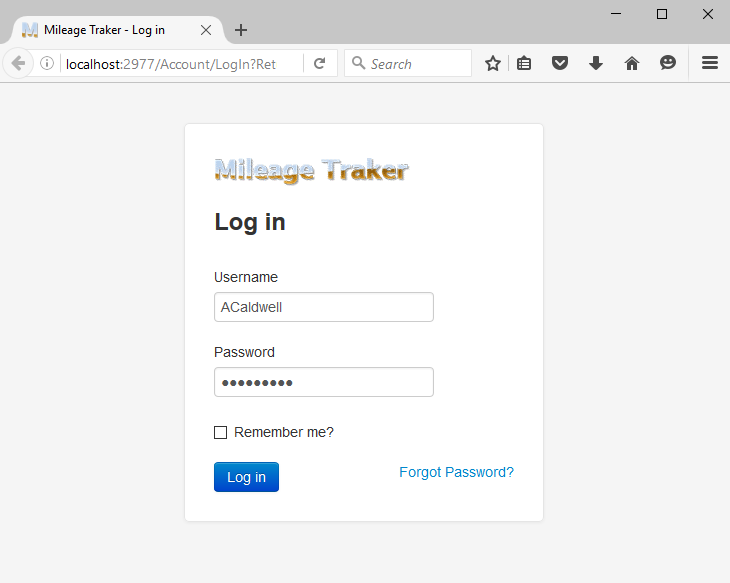 Mileage Traker - Log in
localhost:2977/Account/LogIn?Ret
Search
Mileage Traker
Log in
Username
ACaldwell
Password
●●●●●●●●●
Remember me?
Log in
Forgot Password?